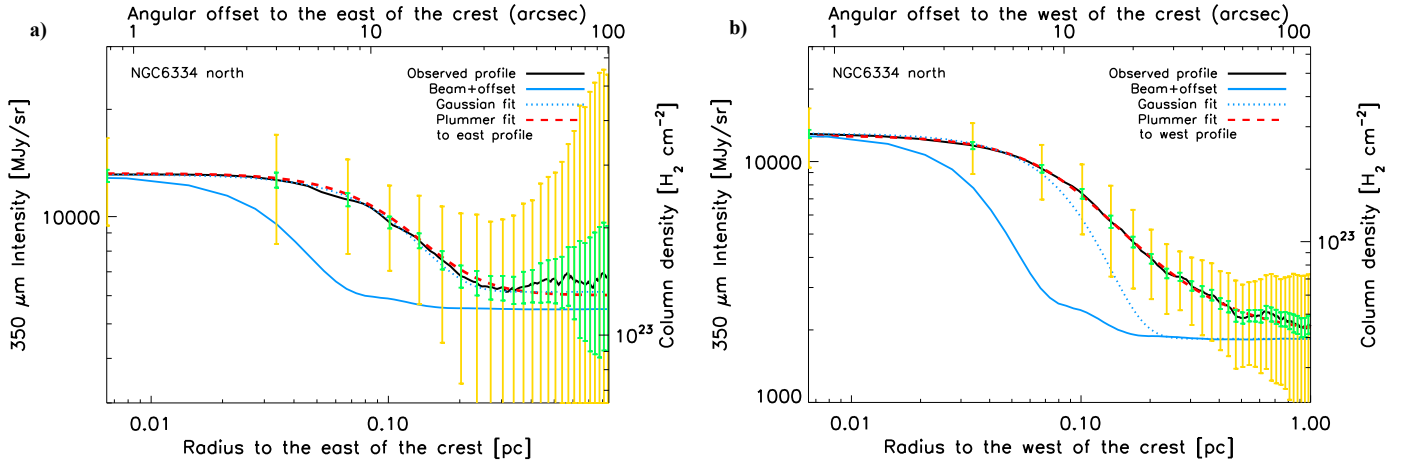 a)
Angular offset to the east of the crest (arcsec)
1 10 100
NGC6334 north
Observed profile
Beam+offset
Gaussian fit
Plummer fit
to east profile
350 μm Intensity [MJy/sr]
10000
10²³
Column density [H₂ cm⁻²]
0.01 0.10
Radius to the east of the crest [pc]
b)
Angular offset to the west of the crest (arcsec)
1 10 100
NGC6334 north
Observed profile
Beam+offset
Gaussian fit
Plummer fit
to west profile
350 μm Intensity [MJy/sr]
10000
1000
10²³
Column density [H₂ cm⁻²]
0.01 0.10 1.00
Radius to the west of the crest [pc]